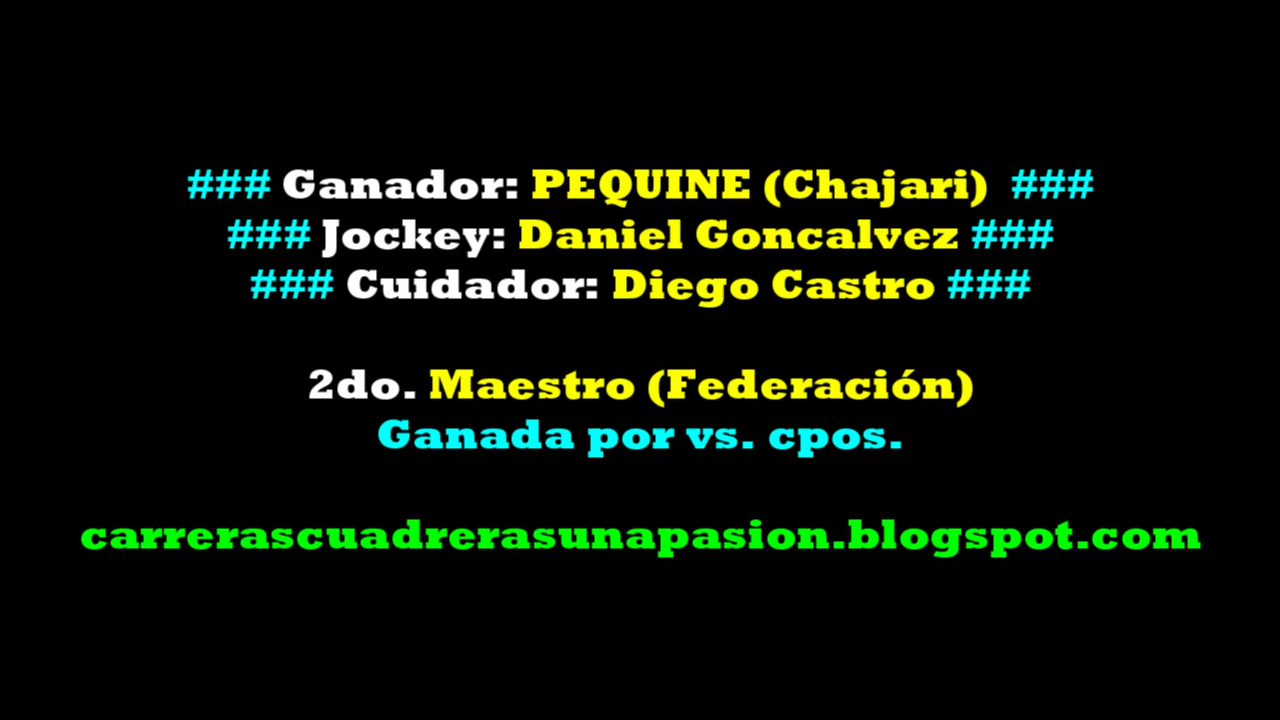 ### Ganador: PEQUINE (Chajari) ###
### Jockey: Daniel Goncalvez ###
### Cuidador: Diego Castro ###
2do. Maestro (Federación)
Ganada por vs. cpos.
carrerascuadrerasunapasion.blogspot.com